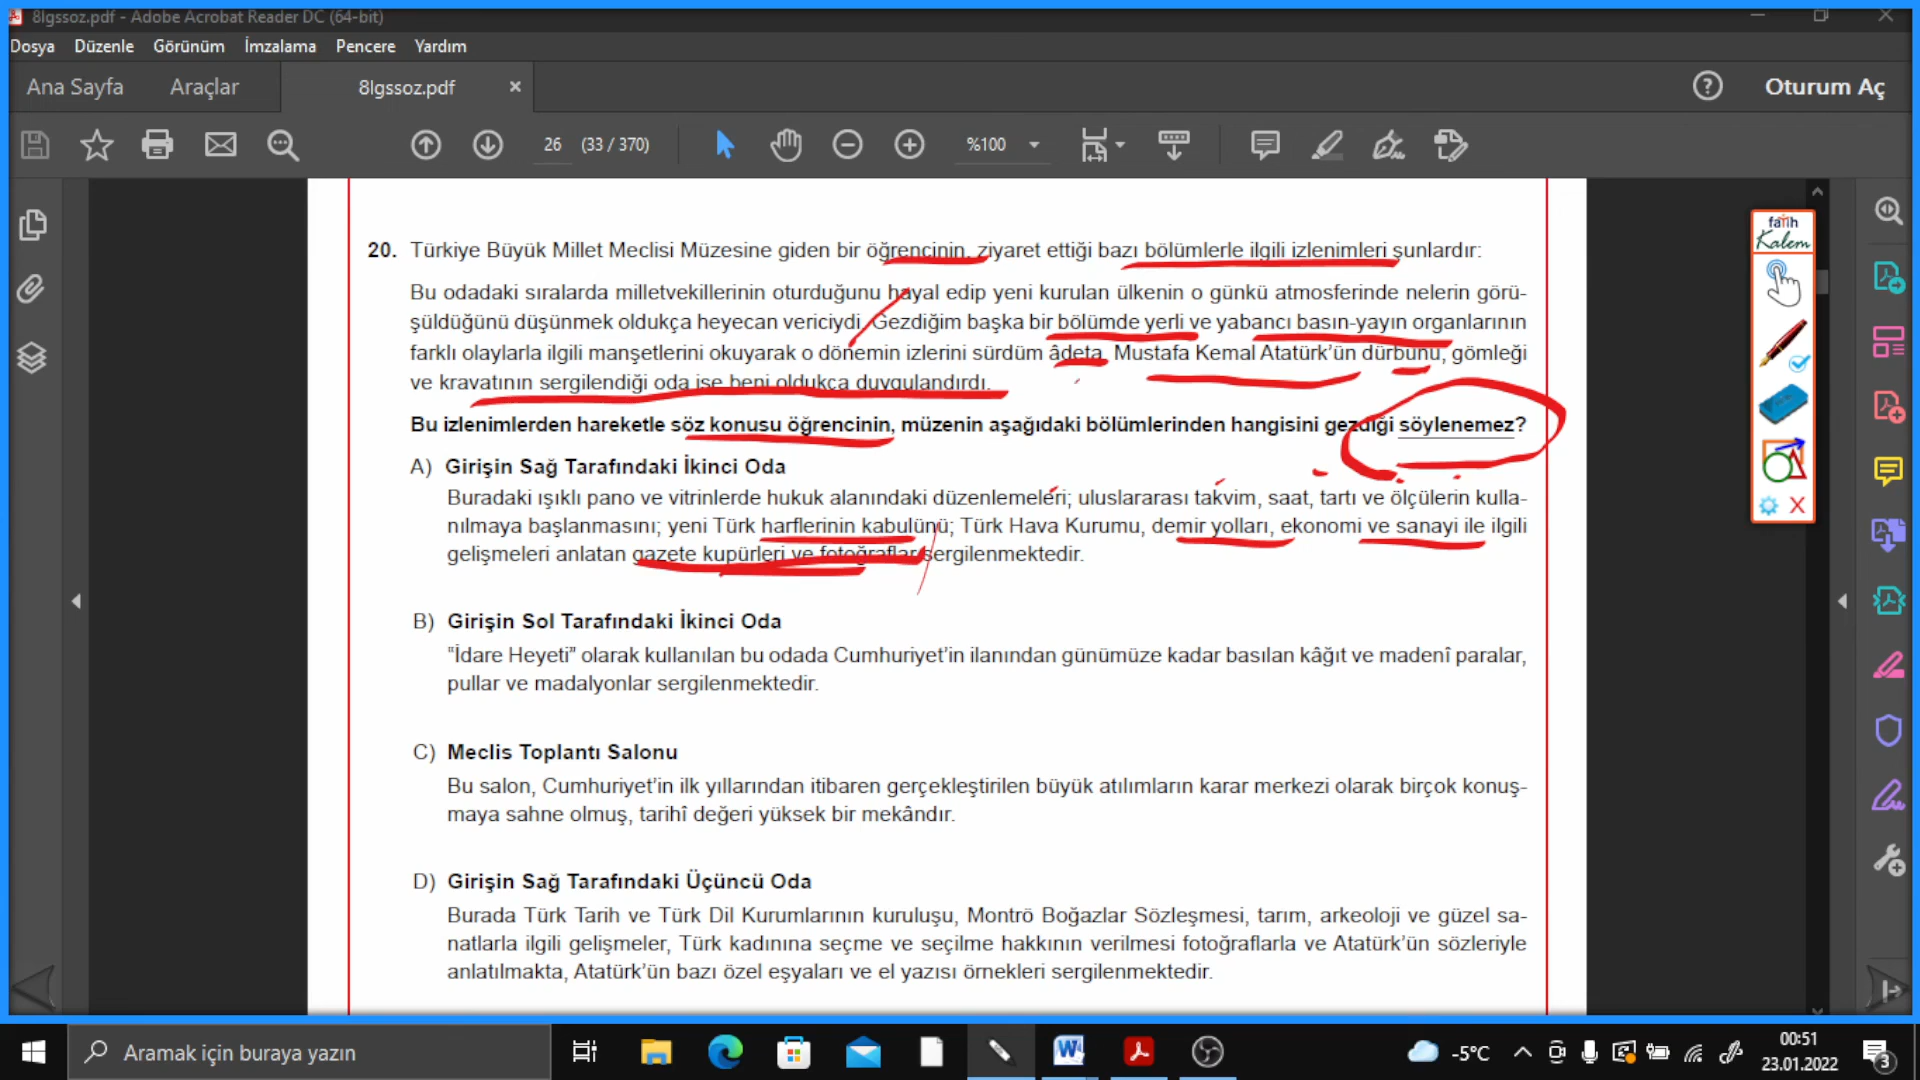 8lgssoz.pdf - Adobe Acrobat Reader DC (64-bit)
Dosya Düzenle Görünüm İmzalama Pencere Yardım
Ana Sayfa Araçlar 8lgssoz.pdf × Oturum Aç
26 (33 / 370) %100
fatih
Kalem
20. Türkiye Büyük Millet Meclisi Müzesine giden bir öğrencinin, ziyaret ettiği bazı bölümlerle ilgili izlenimleri şunlardır:
Bu odadaki sıralarda milletvekillerinin oturduğunu hayal edip yeni kurulan ülkenin o günkü atmosferinde nelerin görü-
şüldüğünü düşünmek oldukça heyecan vericiydi. Gezdiğim başka bir bölümde yerli ve yabancı basın-yayın organlarının
farklı olaylarla ilgili manşetlerini okuyarak o dönemin izlerini sürdüm âdeta. Mustafa Kemal Atatürk’ün dürbünü, gömleği
ve kravatının sergilendiği oda ise beni oldukça duygulandırdı.
Bu izlenimlerden hareketle söz konusu öğrencinin, müzenin aşağıdaki bölümlerinden hangisini gezdiği söylenemez?
A) Girişin Sağ Tarafındaki İkinci Oda
Buradaki ışıklı pano ve vitrinlerde hukuk alanındaki düzenlemeleri; uluslararası takvim, saat, tartı ve ölçülerin kulla-
nılmaya başlanmasını; yeni Türk harflerinin kabulünü; Türk Hava Kurumu, demir yolları, ekonomi ve sanayi ile ilgili
gelişmeleri anlatan gazete kupürleri ve fotoğraflar sergilenmektedir.
B) Girişin Sol Tarafındaki İkinci Oda
“İdare Heyeti” olarak kullanılan bu odada Cumhuriyet’in ilanından günümüze kadar basılan kâğıt ve madenî paralar,
pullar ve madalyonlar sergilenmektedir.
C) Meclis Toplantı Salonu
Bu salon, Cumhuriyet’in ilk yıllarından itibaren gerçekleştirilen büyük atılımların karar merkezi olarak birçok konuş-
maya sahne olmuş, tarihî değeri yüksek bir mekândır.
D) Girişin Sağ Tarafındaki Üçüncü Oda
Burada Türk Tarih ve Türk Dil Kurumlarının kuruluşu, Montrö Boğazlar Sözleşmesi, tarım, arkeoloji ve güzel sa-
natlarla ilgili gelişmeler, Türk kadınına seçme ve seçilme hakkının verilmesi fotoğraflarla ve Atatürk’ün sözleriyle
anlatılmakta, Atatürk’ün bazı özel eşyaları ve el yazısı örnekleri sergilenmektedir.
Aramak için buraya yazın -5°C 00:51
23.01.2022 3